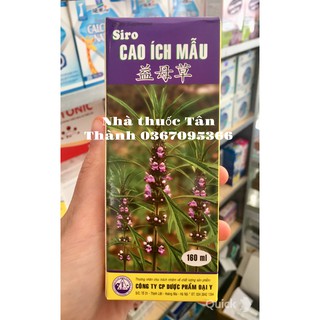 Siro
CAO ÍCH MẪU
益母草
Nhà thuốc Tân
Thành 0367095366
160 ml
CÔNG TY CP DƯỢC PHẨM ĐẠI Y